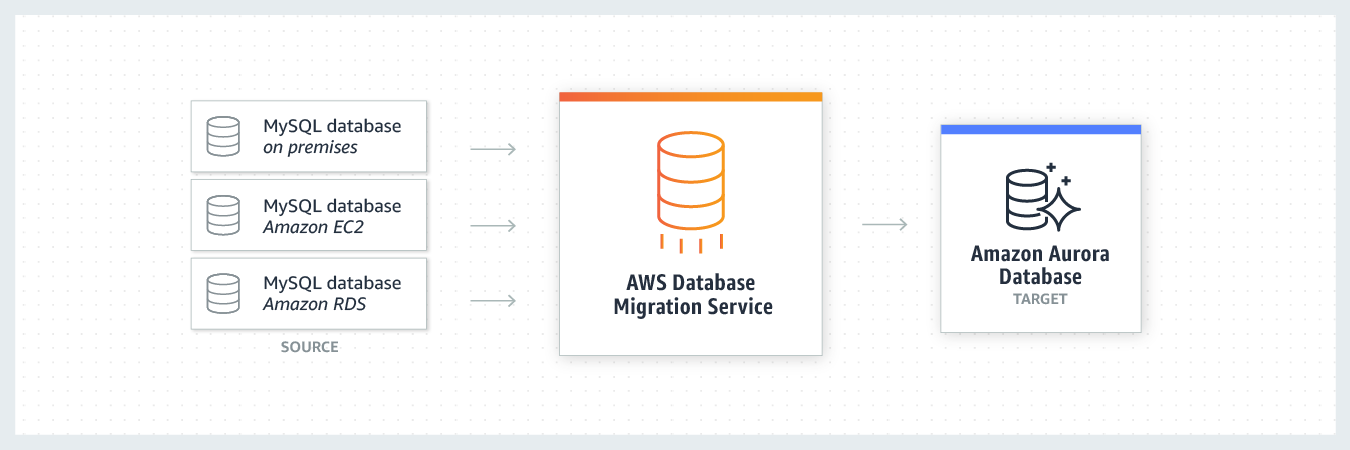 MySQL database
on premises
MySQL database
Amazon EC2
MySQL database
Amazon RDS
SOURCE
AWS Database
Migration Service
Amazon Aurora
Database
TARGET